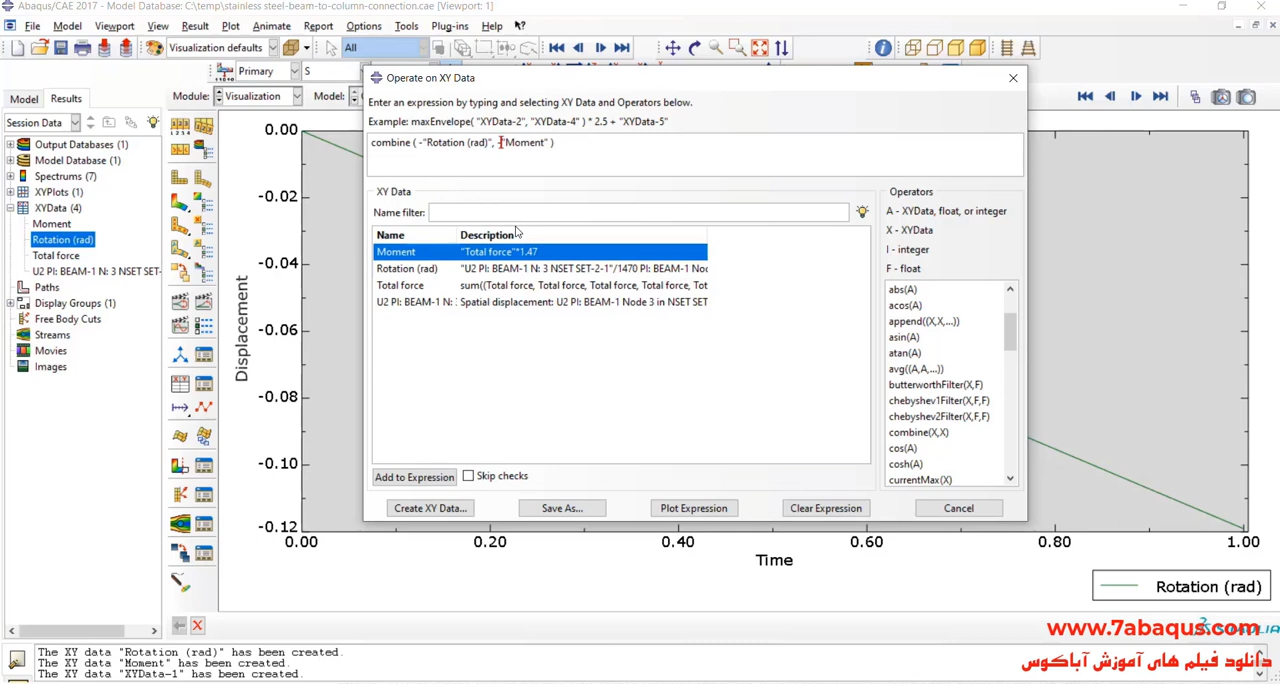 Abaqus/CAE 2017 - Model Database: C:\temp\stainless steel-beam-to-column-connection.cae [Viewport: 1]
File Model Viewport View Result Plot Animate Report Options Tools Plug-ins Help
Visualization defaults All
Primary S
Model Results Module: Visualization Model:
Session Data
Output Databases (1)
Model Database (1)
Spectrums (7)
XYPlots (1)
XYData (4)
Moment
Rotation (rad)
Total force
U2 PI: BEAM-1 N: 3 NSET SET-2-1"
Paths
Display Groups (1)
Free Body Cuts
Streams
Movies
Images
Operate on XY Data
Enter an expression by typing and selecting XY Data and Operators below.
Example: maxEnvelope( "XYData-2", "XYData-4" ) * 2.5 + "XYData-5"
combine ( -"Rotation (rad)", -"Moment" )
XY Data
Name filter:
Name Description
Moment "Total force"*1.47
Rotation (rad) "U2 PI: BEAM-1 N: 3 NSET SET-2-1"/1470 PI: BEAM-1 Noc
Total force sum((Total force, Total force, Total force, Tot
U2 PI: BEAM-1 N: Spatial displacement: U2 PI: BEAM-1 Node 3 in NSET SET
Add to Expression Skip checks
Operators
A - XYData, float, or integer
X - XYData
I - integer
F - float
abs(A)
acos(A)
append((X,X,...))
asin(A)
atan(A)
avg((A,A,...))
butterworthFilter(X,F)
chebyshev1Filter(X,F,F)
chebyshev2Filter(X,F,F)
combine(X,X)
cos(A)
cosh(A)
currentMax(X)
Create XY Data... Save As... Plot Expression Clear Expression Cancel
Displacement
0.00
-0.02
-0.04
-0.06
-0.08
-0.10
-0.12
0.00 0.20 0.40 0.60 0.80 1.00
Time
Rotation (rad)
www.7abaqus.com
دانلود فیلم های آموزش آباکوس
The XY data "Rotation (rad)" has been created.
The XY data "Moment" has been created.
The XY data "XYData-1" has been created.